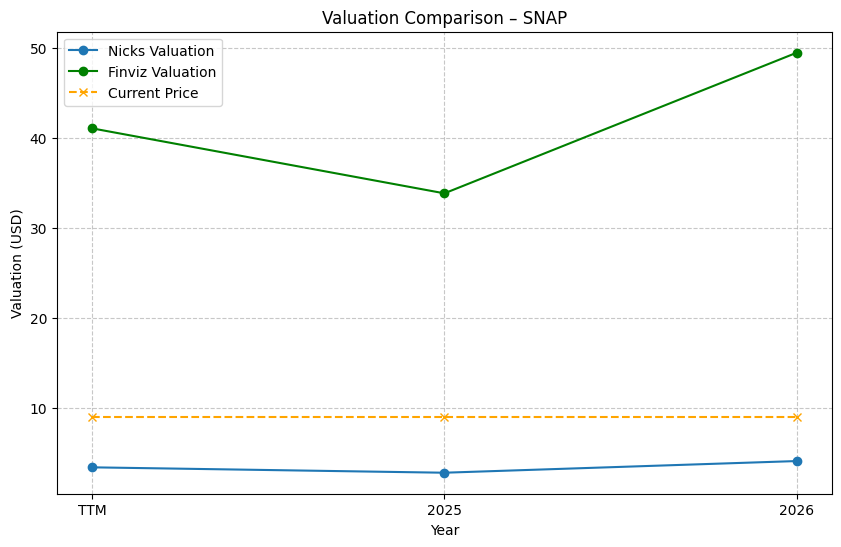 Valuation Comparison – SNAP
Nicks Valuation
Finviz Valuation
Current Price
Valuation (USD)
50
40
30
20
10
TTM
2025
2026
Year